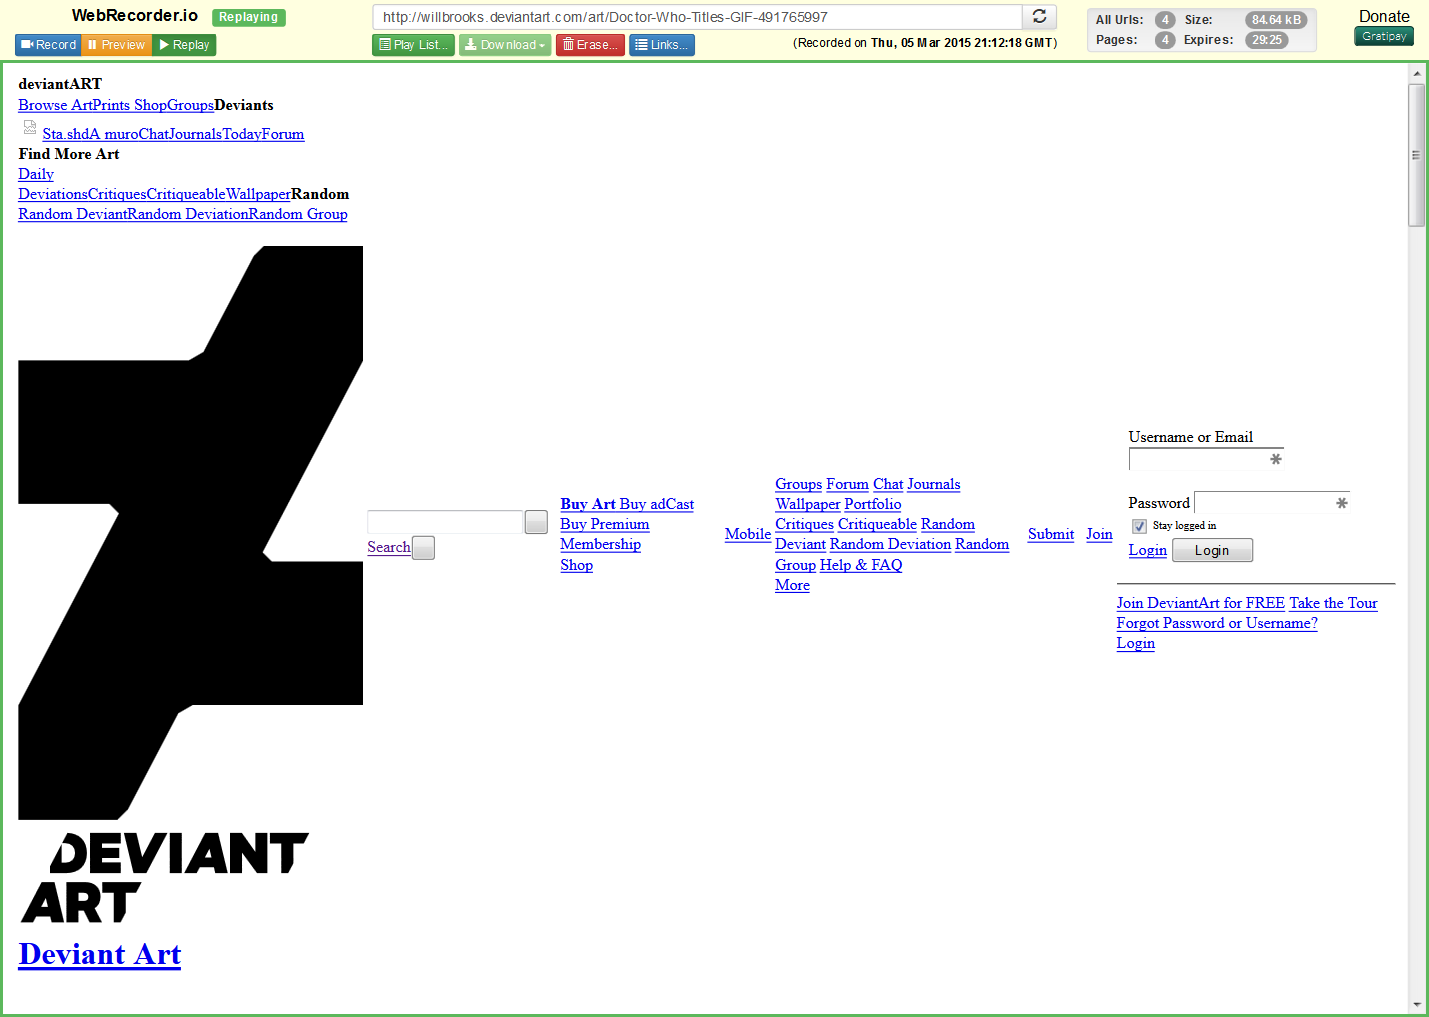 WebRecorder.io Replaying
http://willbrooks.deviantart.com/art/Doctor-Who-Titles-GIF-491765997
Record Preview Replay
Play List... Download Erase... Links...
(Recorded on Thu, 05 Mar 2015 21:12:18 GMT)
All Urls: 4 Size: 84.64 kB
Pages: 4 Expires: 29:25
Donate
Gratipay
deviantART
Browse ArtPrints ShopGroupsDeviants
Sta.shdA muroChatJournalsTodayForum
Find More Art
Daily
DeviationsCritiquesCritiqueableWallpaperRandom
Random DeviantRandom DeviationRandom Group
DEVIANT
ART
Deviant Art
Search
Buy Art Buy adCast
Buy Premium
Membership
Shop
Mobile
Groups Forum Chat Journals
Wallpaper Portfolio
Critiques Critiqueable Random
Deviant Random Deviation Random
Group Help & FAQ
More
Submit
Join
Username or Email
Password
Stay logged in
Login Login
Join DeviantArt for FREE Take the Tour
Forgot Password or Username?
Login